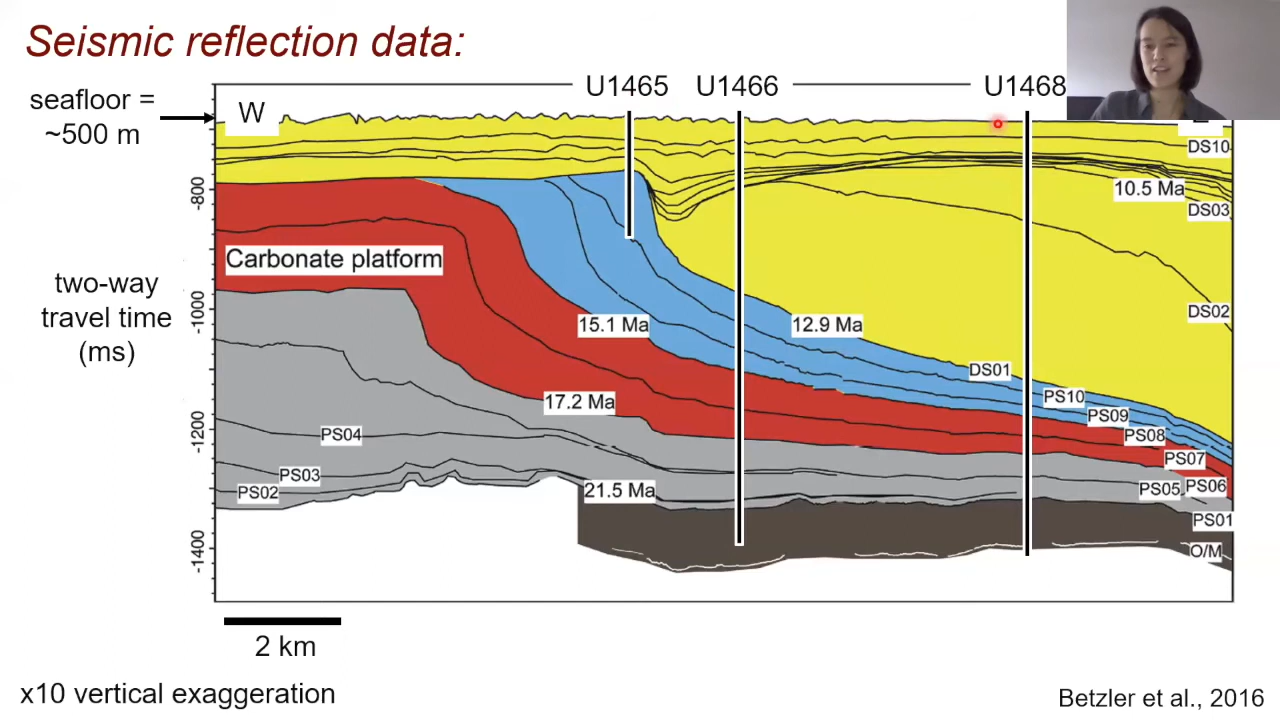 Seismic reflection data:
U1465 U1466 U1468
seafloor =
~500 m
W
DS10
-800
10.5 Ma
DS03
Carbonate platform
two-way
travel time
(ms)
-1000
DS02
15.1 Ma
12.9 Ma
DS01
17.2 Ma
PS10
PS09
-1200
PS04
PS08
PS07
PS03
PS02
21.5 Ma
PS05
PS06
PS01
-1400
O/M
2 km
x10 vertical exaggeration
Betzler et al., 2016